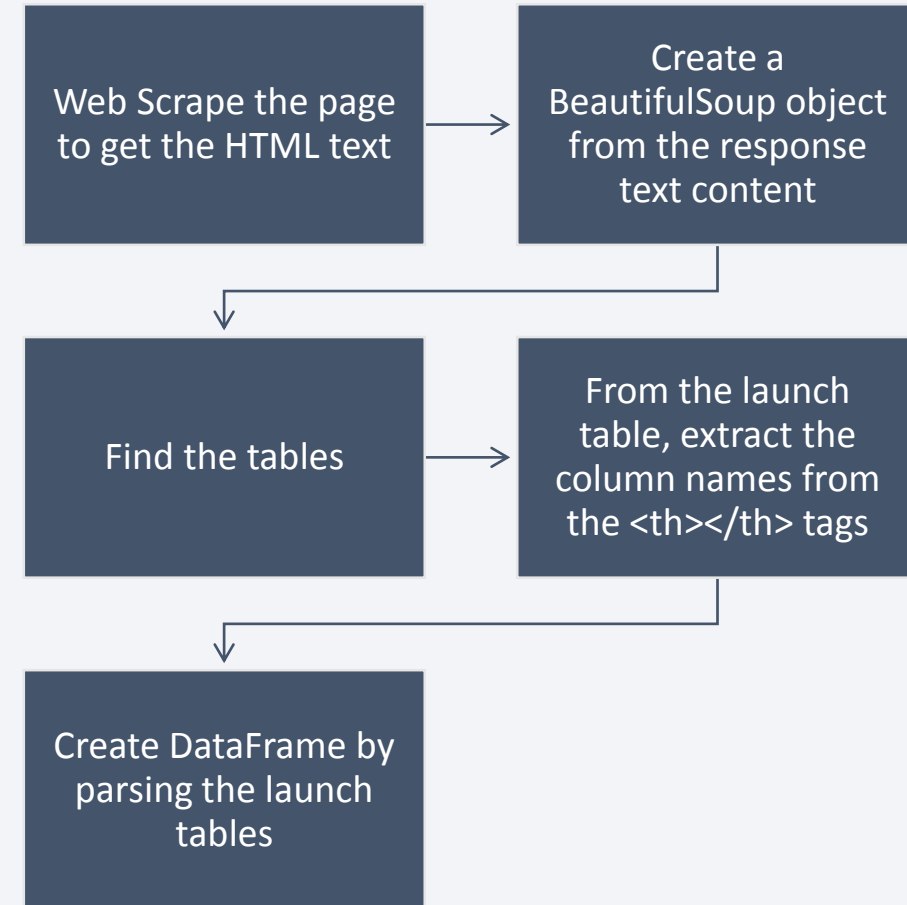 Web Scrape the page
to get the HTML text
Create a
BeautifulSoup object
from the response
text content
Find the tables
From the launch
table, extract the
column names from
the <th></th> tags
Create DataFrame by
parsing the launch
tables